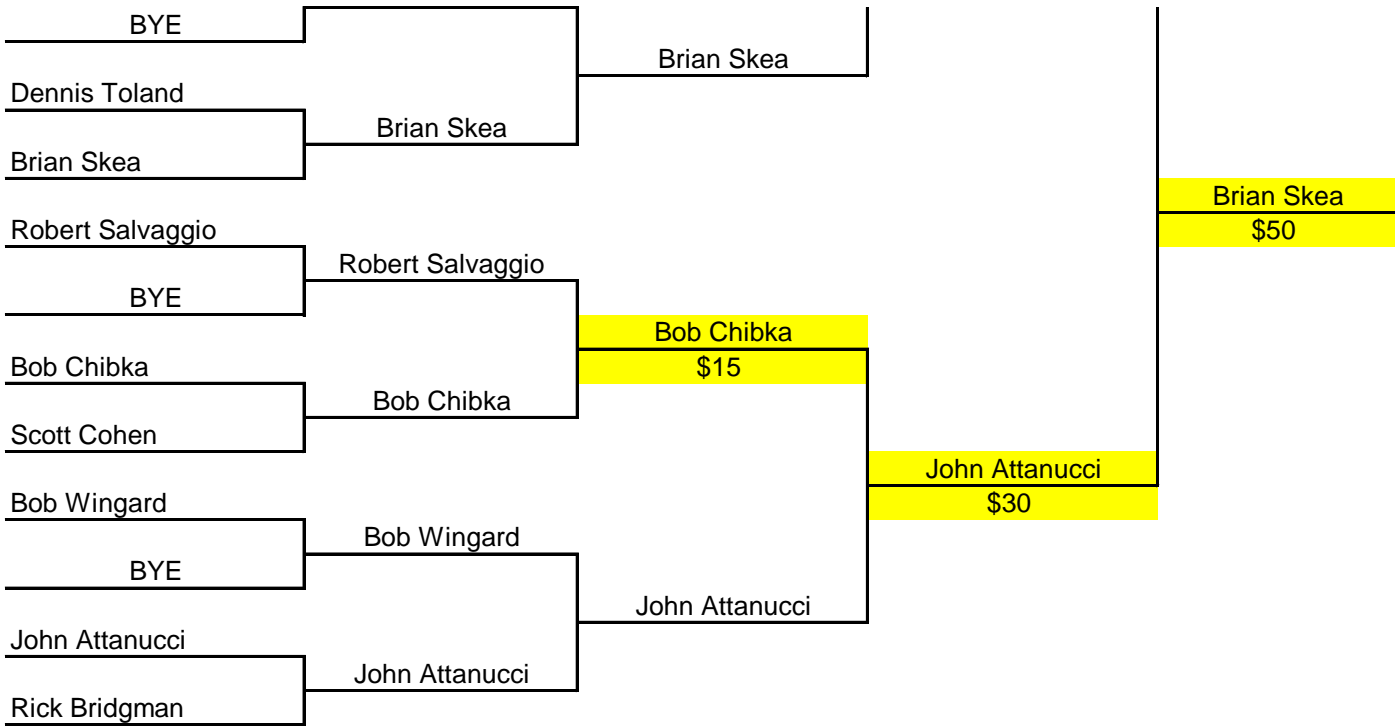 BYE
Brian Skea
Dennis Toland
Brian Skea
Brian Skea
Brian Skea
Robert Salvaggio
$50
Robert Salvaggio
BYE
Bob Chibka
Bob Chibka
$15
Bob Chibka
Scott Cohen
John Attanucci
Bob Wingard
$30
Bob Wingard
BYE
John Attanucci
John Attanucci
John Attanucci
Rick Bridgman